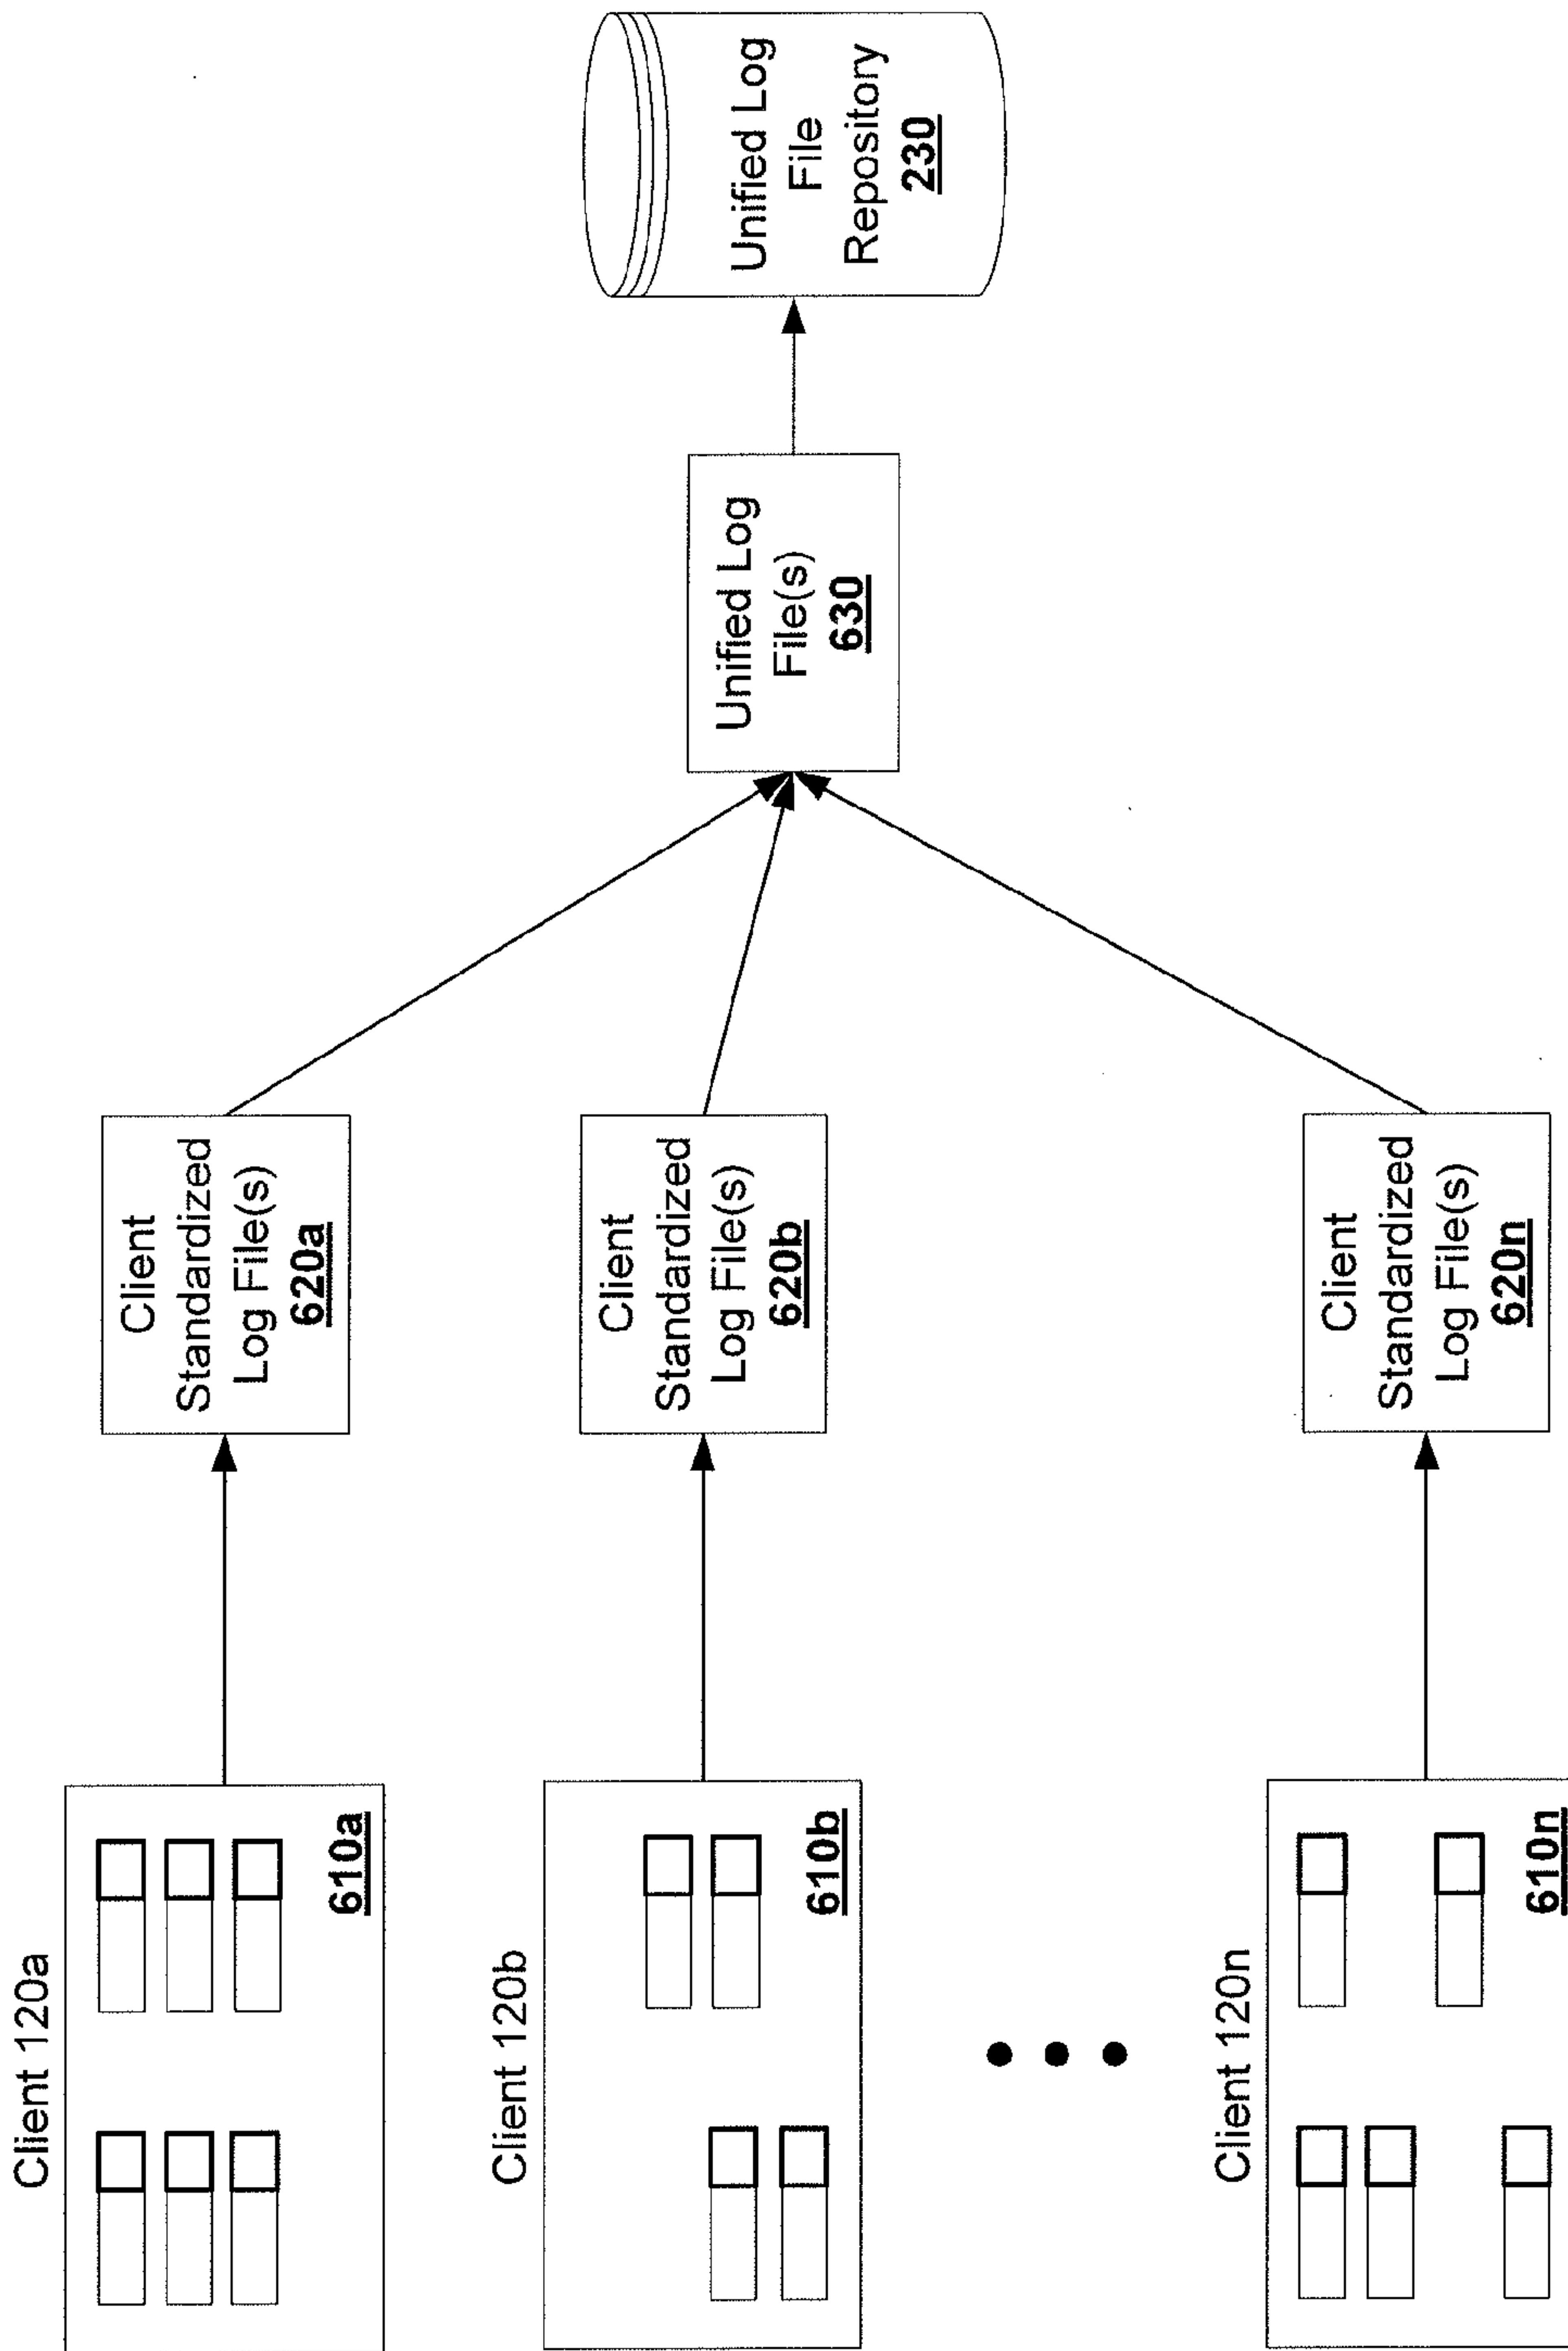 Client 120a
610a
Client 120b
610b
Client 120n
610n
Client
Standardized
Log File(s)
620a
Client
Standardized
Log File(s)
620b
Client
Standardized
Log File(s)
620n
Unified Log
File(s)
630
Unified Log
File
Repository
230